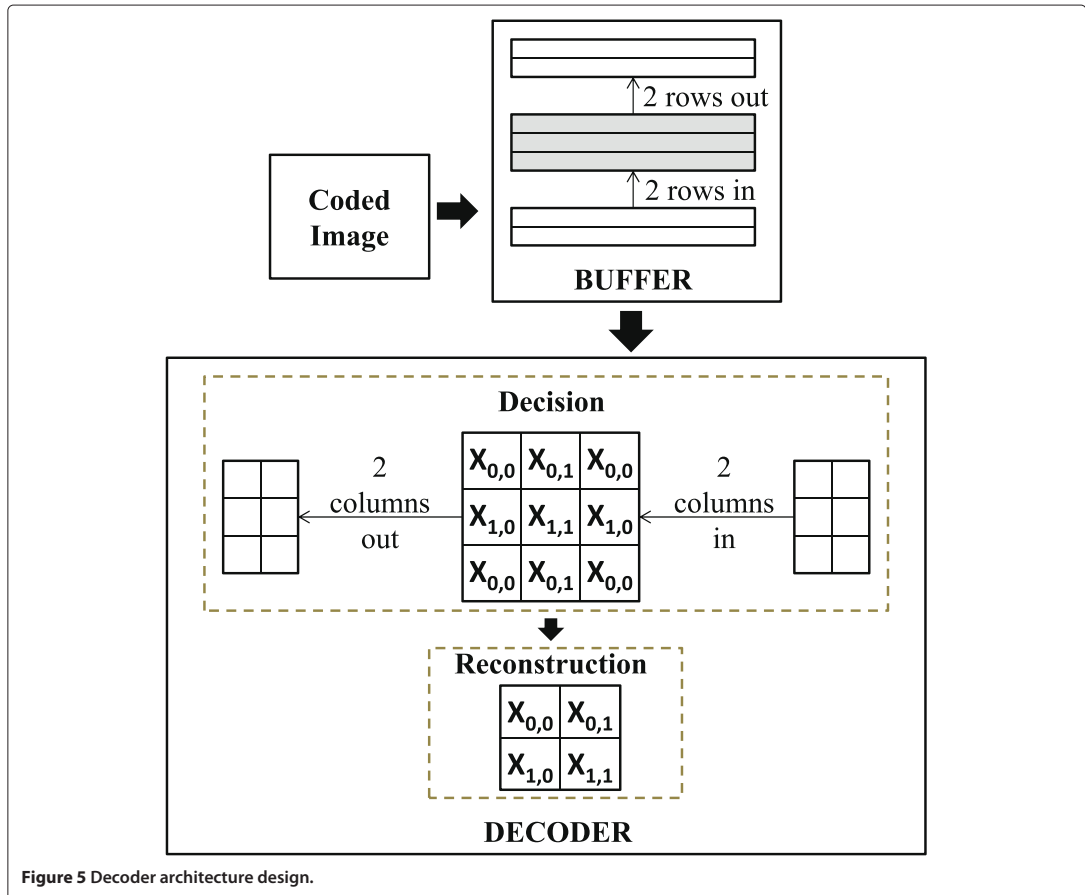 2 rows out
2 rows in
Coded
Image
BUFFER
Decision
2
columns
out
X0,0 X0,1 X0,0
X1,0 X1,1 X1,0
X0,0 X0,1 X0,0
2
columns
in
Reconstruction
X0,0 X0,1
X1,0 X1,1
DECODER
Figure 5 Decoder architecture design.